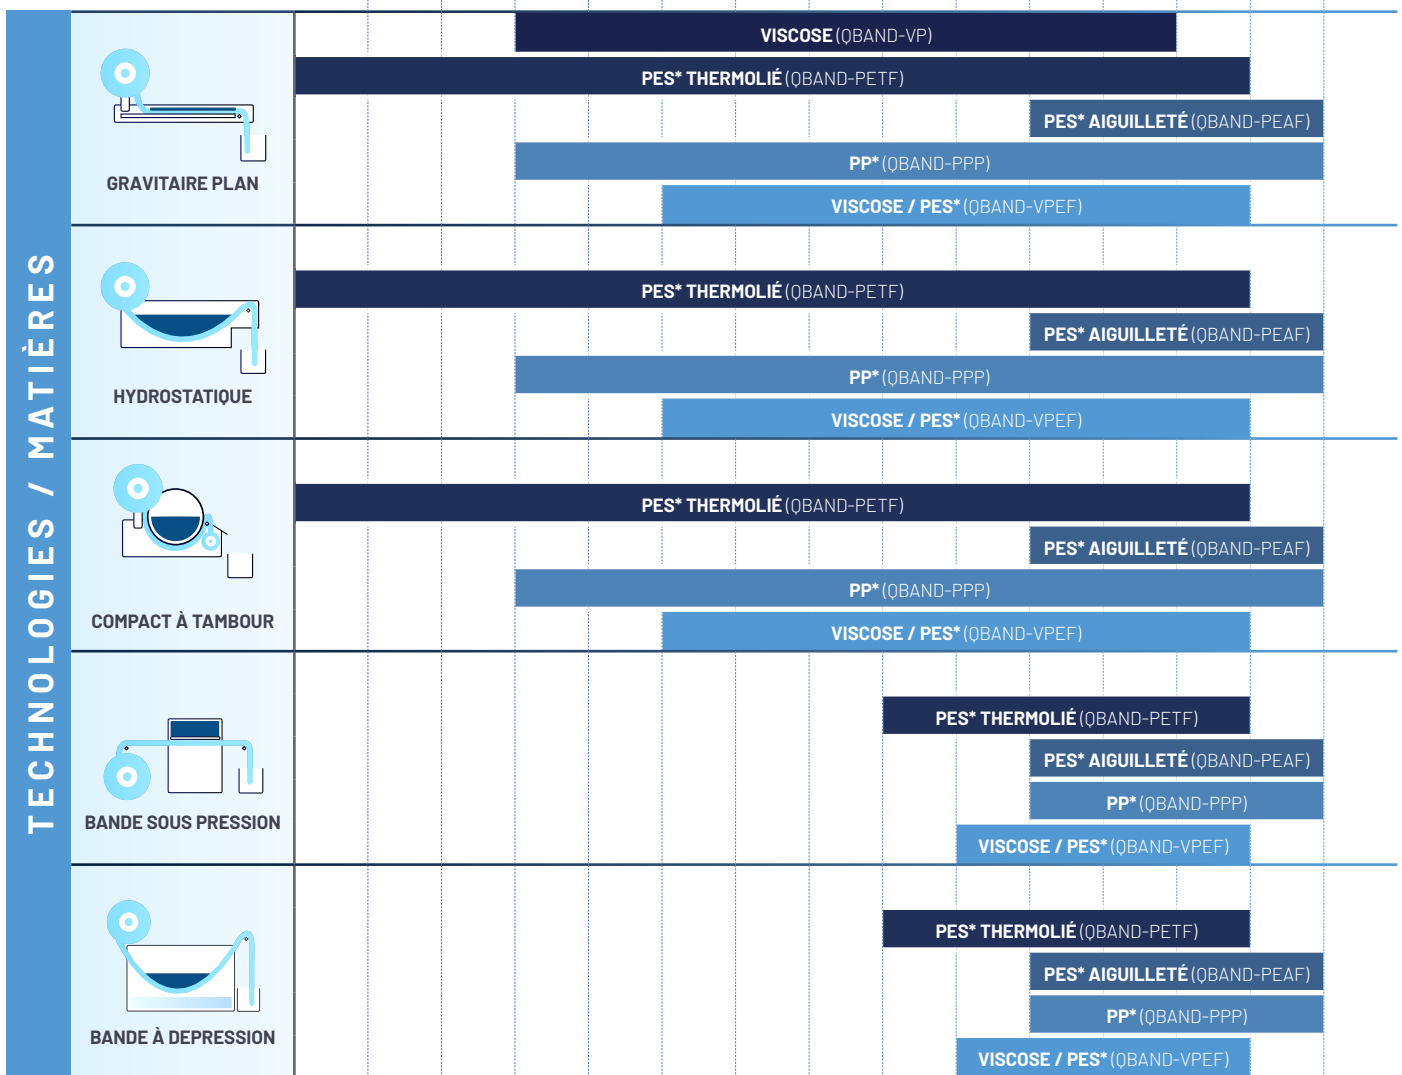 TECHNOLOGIES / MATIÈRES
GRAVITAIRE PLAN
VISCOSE (QBAND-VP)
PES* THERMOLIÉ (QBAND-PETF)
PES* AIGUILLETÉ (QBAND-PEAF)
PP* (QBAND-PPP)
VISCOSE / PES* (QBAND-VPEF)
HYDROSTATIQUE
PES* THERMOLIÉ (QBAND-PETF)
PES* AIGUILLETÉ (QBAND-PEAF)
PP* (QBAND-PPP)
VISCOSE / PES* (QBAND-VPEF)
COMPACT À TAMBOUR
PES* THERMOLIÉ (QBAND-PETF)
PES* AIGUILLETÉ (QBAND-PEAF)
PP* (QBAND-PPP)
VISCOSE / PES* (QBAND-VPEF)
BANDE SOUS PRESSION
PES* THERMOLIÉ (QBAND-PETF)
PES* AIGUILLETÉ (QBAND-PEAF)
PP* (QBAND-PPP)
VISCOSE / PES* (QBAND-VPEF)
BANDE À DEPRESSION
PES* THERMOLIÉ (QBAND-PETF)
PES* AIGUILLETÉ (QBAND-PEAF)
PP* (QBAND-PPP)
VISCOSE / PES* (QBAND-VPEF)